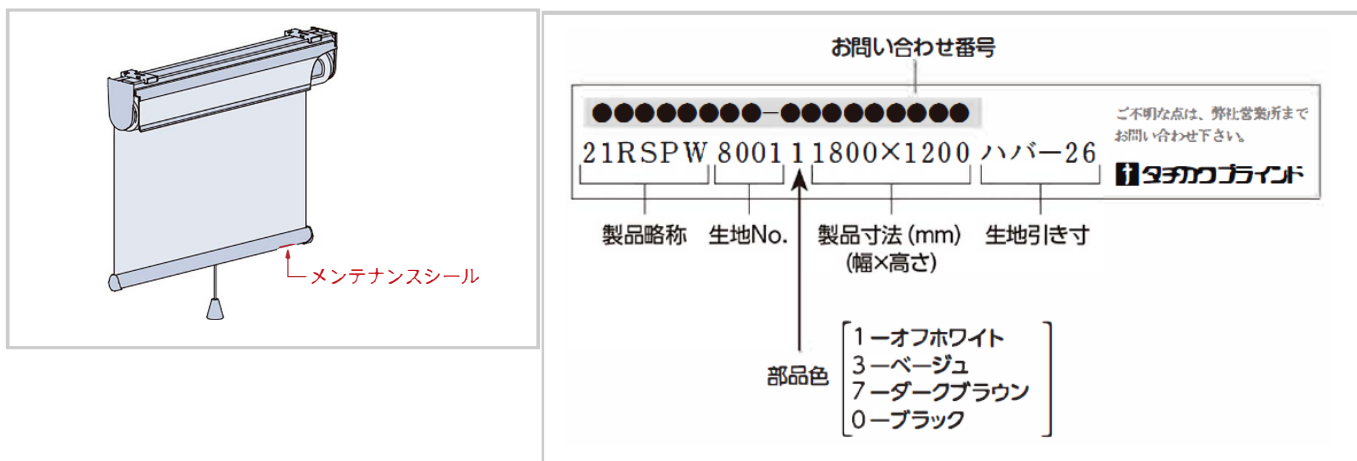 メンテナンスシール
お問い合わせ番号
●●●●●●●●−●●●●●●●●●
21RSPW 8001 1 1800×1200 ハバー26
ご不明な点は、弊社営業所まで
お問い合わせ下さい。
タチカワブラインド
製品略称 生地No. 製品寸法(mm) 生地引き寸
(幅×高さ)
部品色
1−オフホワイト
3−ベージュ
7−ダークブラウン
0−ブラック